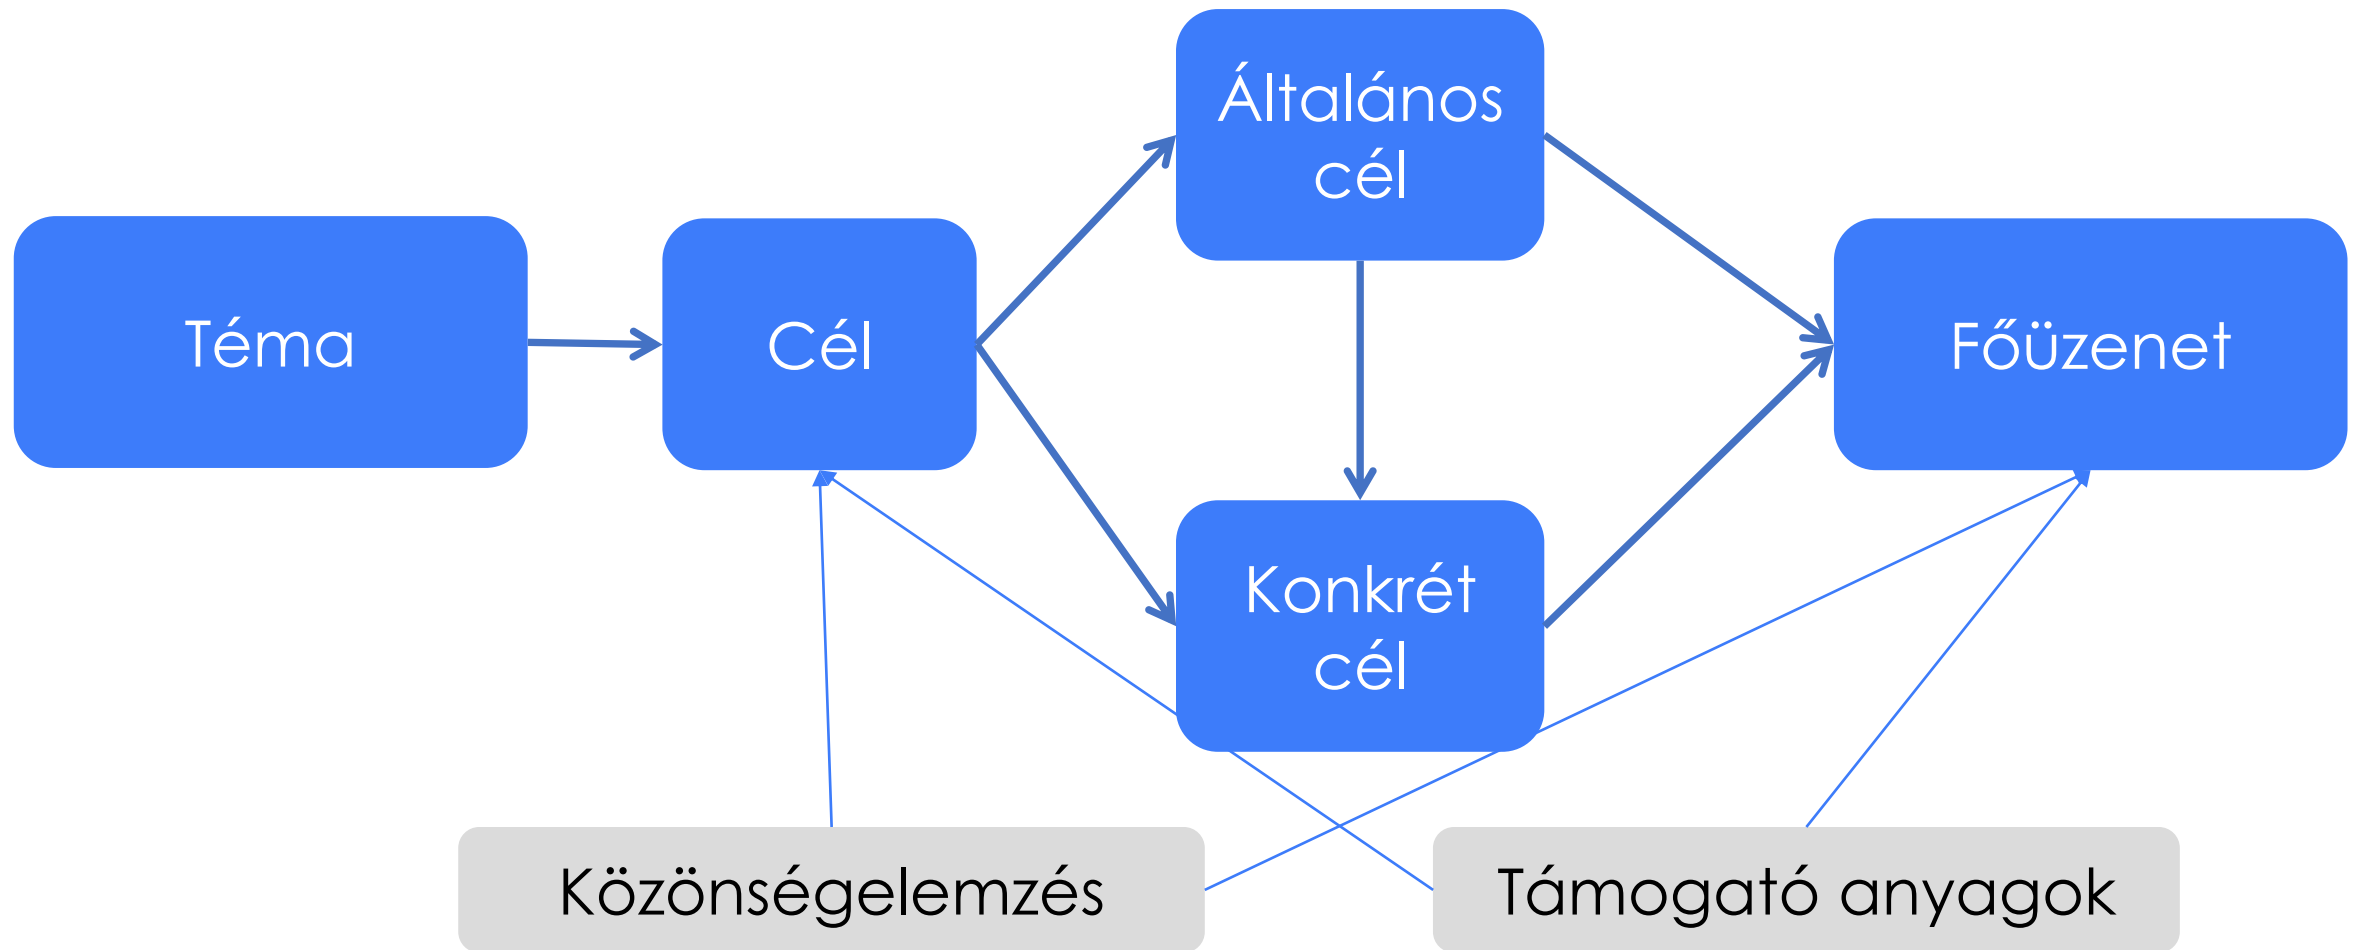 Téma
Cél
Általános
cél
Konkrét
cél
Főüzenet
Közönségelemzés
Támogató anyagok